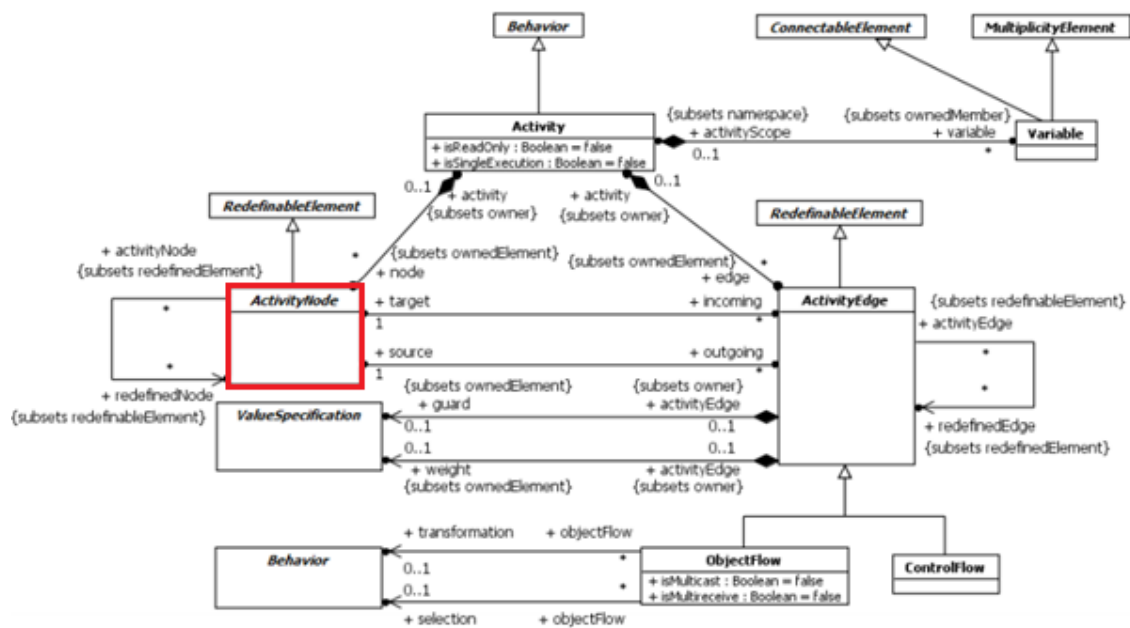 Behavior
ConnectableElement
MultiplicityElement
Activity
+ isReadOnly : Boolean = false
+ isSingleExecution : Boolean = false
{subsets namespace}
+ activityScope
0..1
{subsets ownedMember}
+ variable
*
Variable
0..1
+ activity
{subsets owner}
+ activity
{subsets owner}
0..1
RedefinableElement
RedefinableElement
+ activityNode
{subsets redefinedElement}
*
{subsets ownedElement}
+ node
{subsets ownedElement}
*
+ edge
ActivityNode
*
*
+ redefinedNode
{subsets redefinableElement}
+ target
1
+ incoming
*
+ source
1
+ outgoing
*
ActivityEdge
{subsets redefinableElement}
+ activityEdge
*
*
+ redefinedEdge
{subsets redefinedElement}
ValueSpecification
{subsets ownedElement}
+ guard
0..1
{subsets owner}
+ activityEdge
0..1
0..1
+ weight
{subsets ownedElement}
0..1
+ activityEdge
{subsets owner}
Behavior
+ transformation
0..1
+ objectFlow
*
0..1
+ selection
*
+ objectFlow
ObjectFlow
+ isMulticast : Boolean = false
+ isMultireceive : Boolean = false
ControlFlow